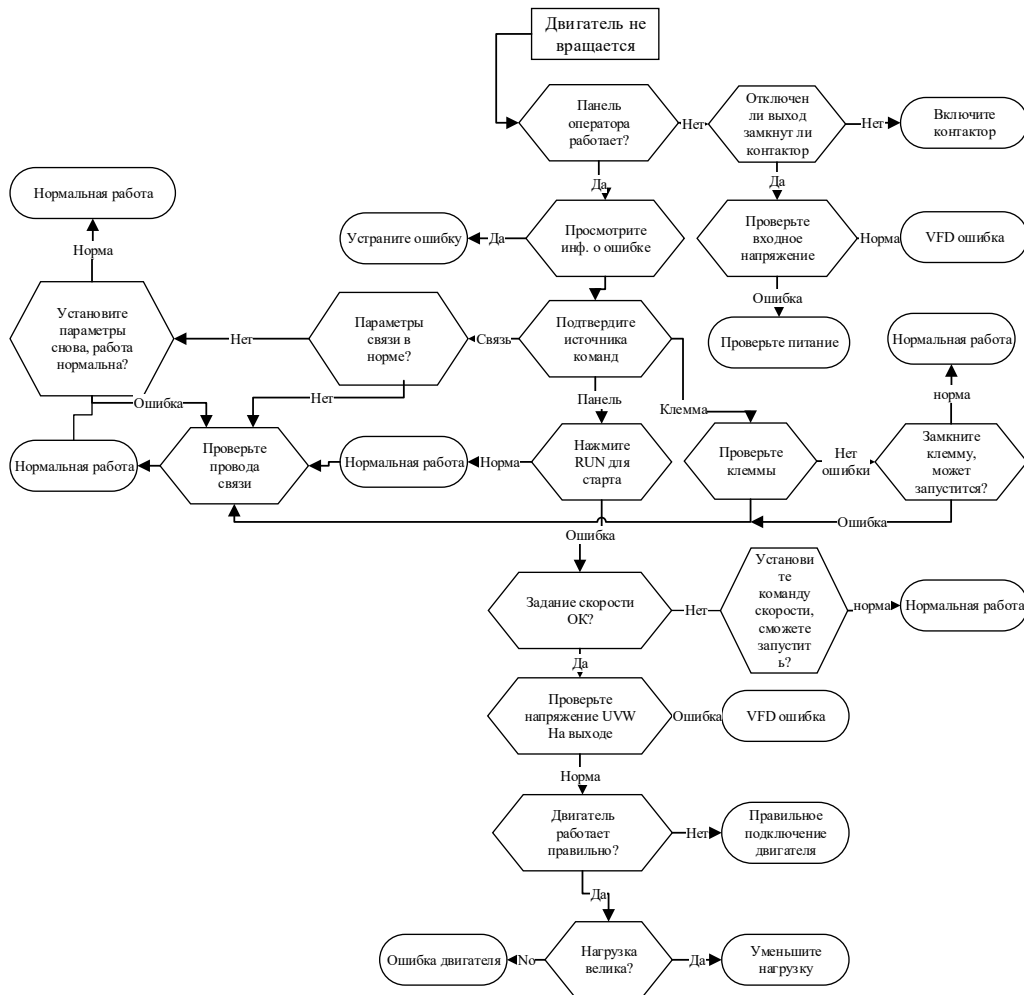 Двигатель не
вращается
Панель
оператора
работает?
Нет
Отключен
ли выход
замкнут ли
контактор
Нет
Включите
контактор
Да
Да
Нормальная работа
Устраните ошибку
Да
Просмотрите
инф. о ошибке
Проверьте
входное
напряжение
Норма
VFD ошибка
Норма
Ошибка
Установите
параметры
снова, работа
нормальна?
Нет
Параметры
связи в
норме?
Связь
Подтвердите
источника
команд
Проверьте питание
Нормальная работа
Ошибка
Нет
Панель
Клемма
норма
Нормальная работа
Проверьте
провода
связи
Нормальная работа
Норма
Нажмите
RUN для
старта
Проверьте
клеммы
Нет
ошибки
Замкните
клемму,
может
запустится?
Ошибка
Ошибка
Задание скорости
ОК?
Нет
Установи
те
команду
скорости,
сможете
запустит
ь?
норма
Нормальная работа
Да
Проверьте
напряжение UVW
На выходе
Ошибка
VFD ошибка
Норма
Двигатель
работает
правильно?
Нет
Правильное
подключение
двигателя
Да
Ошибка двигателя
No
Нагрузка
велика?
Да
Уменьшите
нагрузку